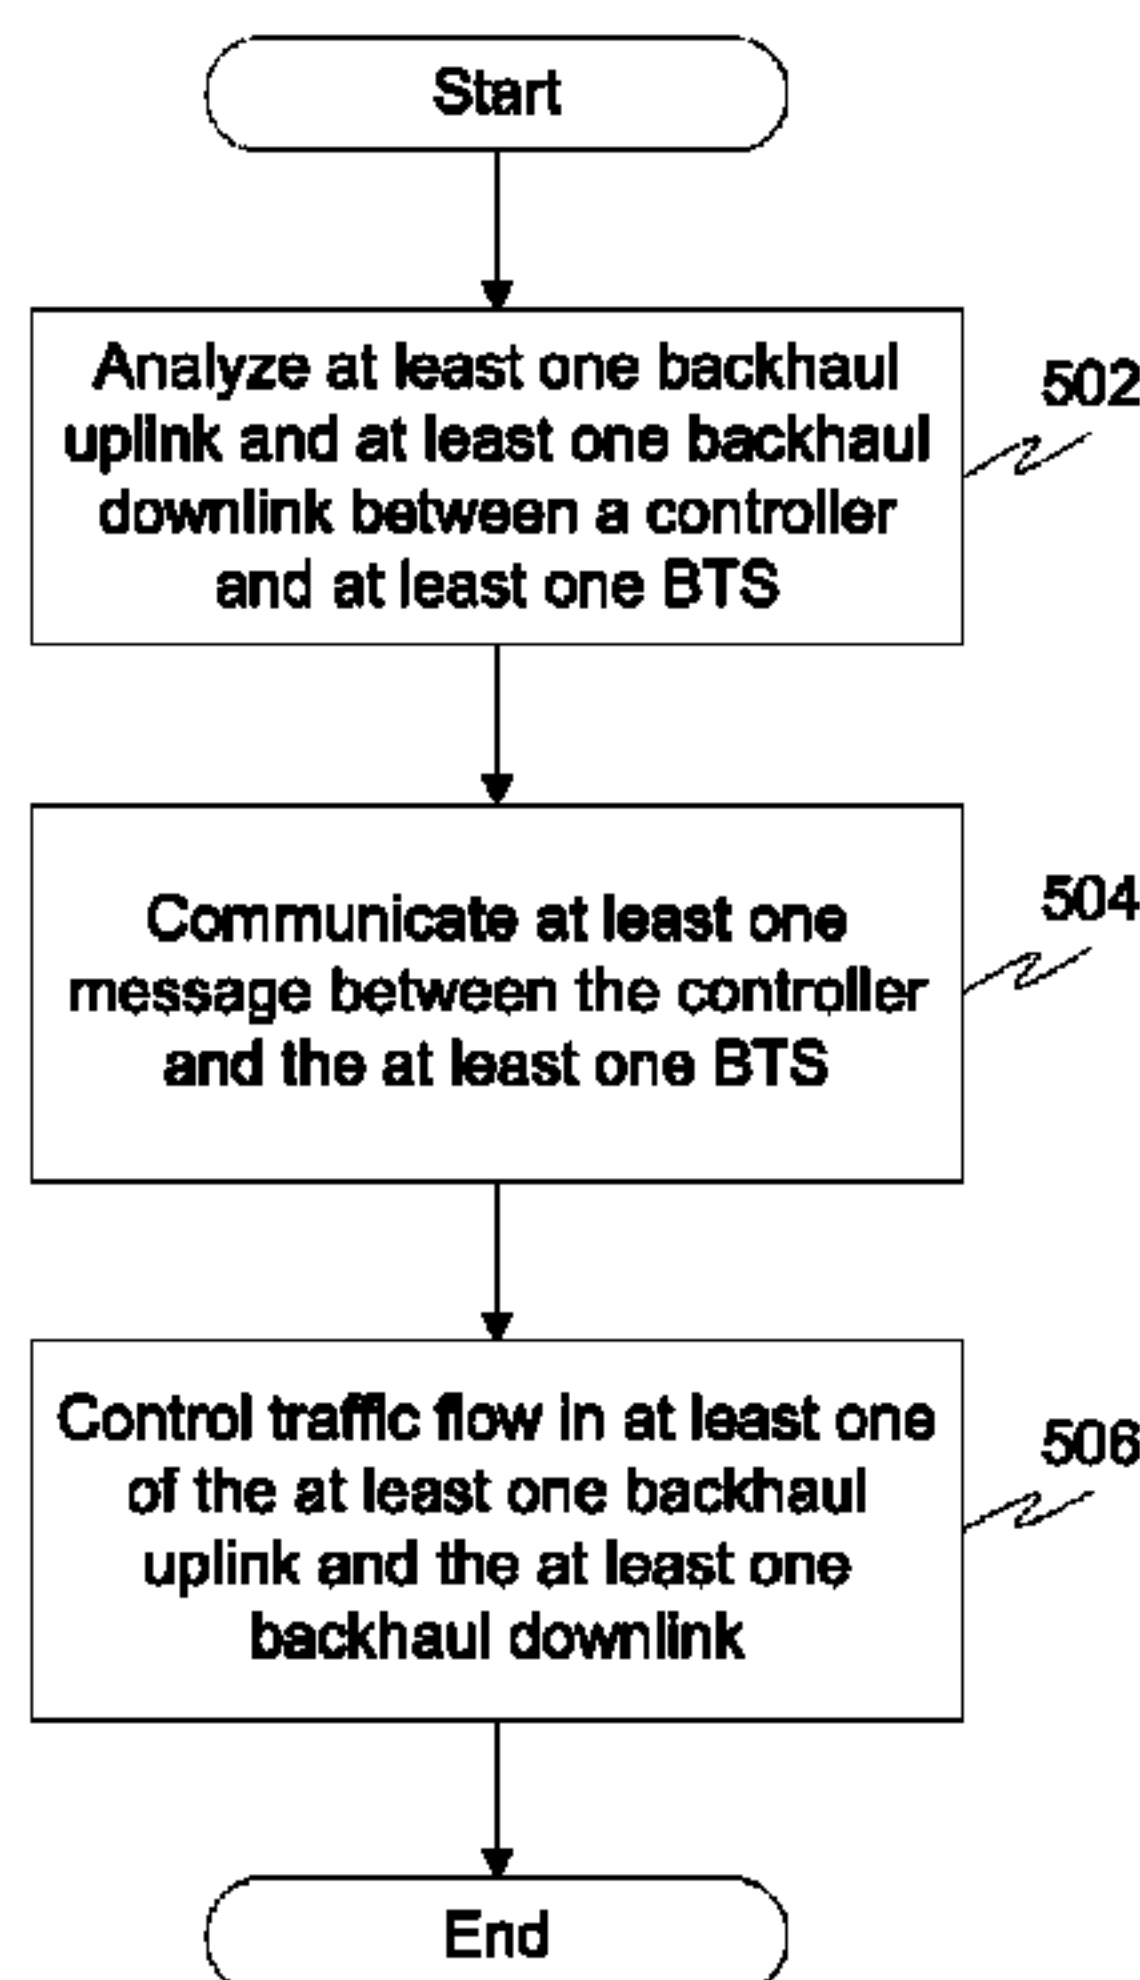 Start
Analyze at least one backhaul
uplink and at least one backhaul
downlink between a controller
and at least one BTS
502
Communicate at least one
message between the controller
and the at least one BTS
504
Control traffic flow in at least one
of the at least one backhaul
uplink and the at least one
backhaul downlink
506
End